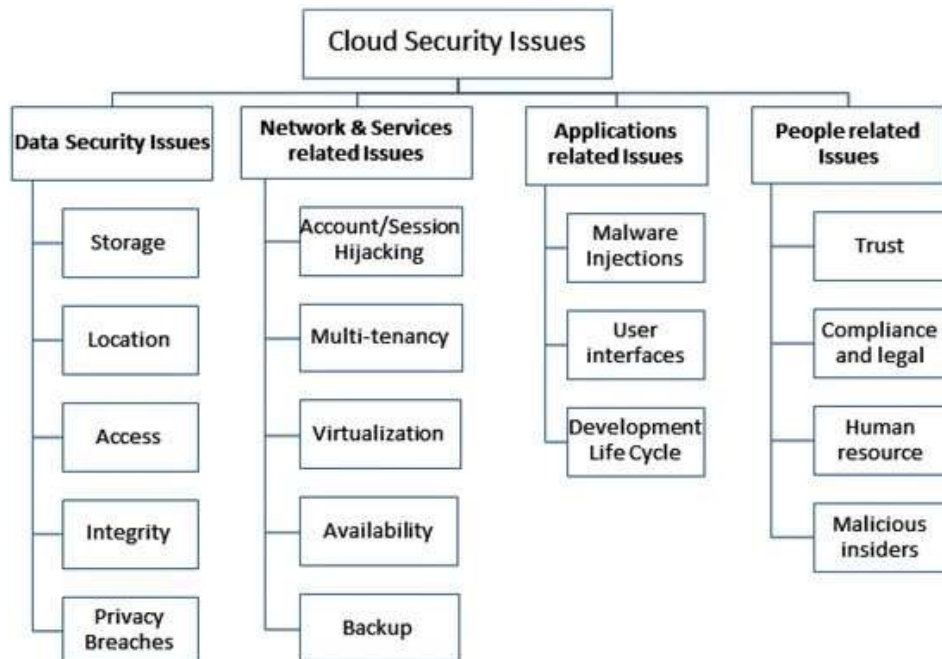 Cloud Security Issues
Data Security Issues
Storage
Location
Access
Integrity
Privacy
Breaches
Network & Services
related Issues
Account/Session
Hijacking
Multi-tenancy
Virtualization
Availability
Backup
Applications
related Issues
Malware
Injections
User
interfaces
Development
Life Cycle
People related
Issues
Trust
Compliance
and legal
Human
resource
Malicious
insiders